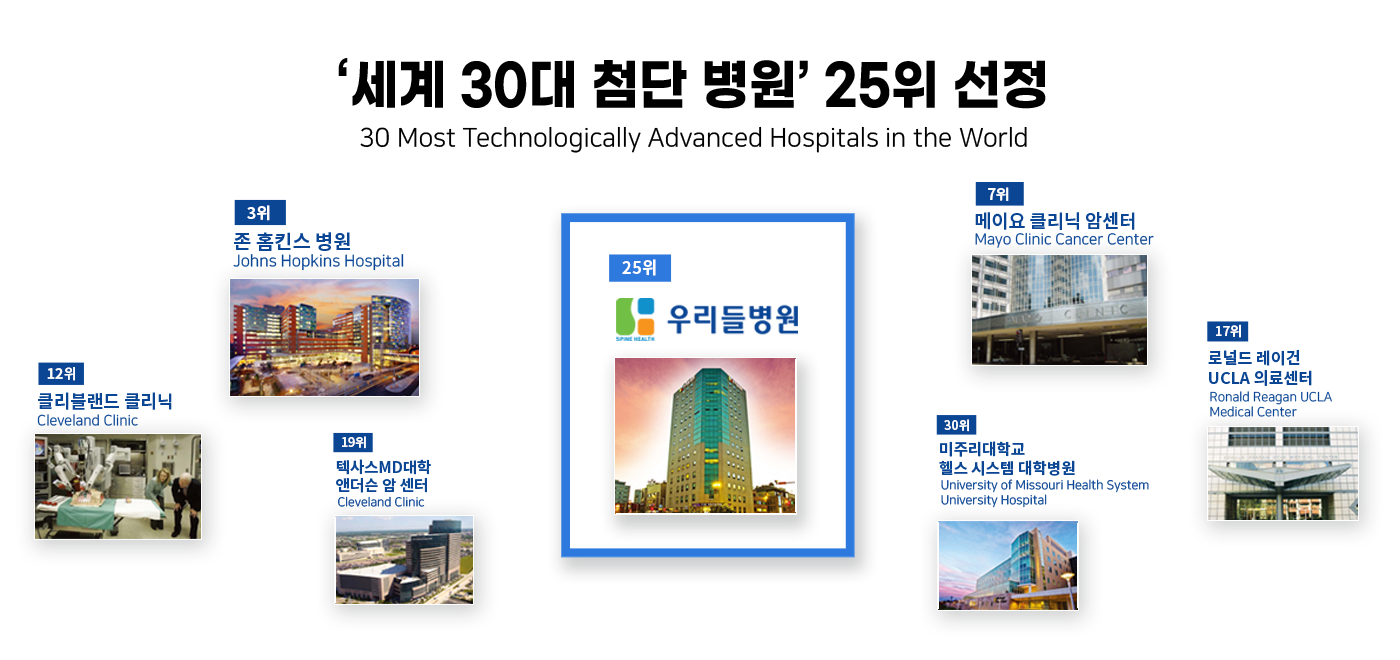 ‘세계 30대 첨단 병원’ 25위 선정
30 Most Technologically Advanced Hospitals in the World
3위
존 홉킨스 병원
Johns Hopkins Hospital
12위
클리블랜드 클리닉
Cleveland Clinic
19위
텍사스MD대학
앤더슨 암 센터
Cleveland Clinic
25위
우리들병원
SPINE HEALTH
7위
메이요 클리닉 암센터
Mayo Clinic Cancer Center
MAYO CLINIC
17위
로널드 레이건
UCLA 의료센터
Ronald Reagan UCLA
Medical Center
30위
미주리대학교
헬스 시스템 대학병원
University of Missouri Health System
University Hospital